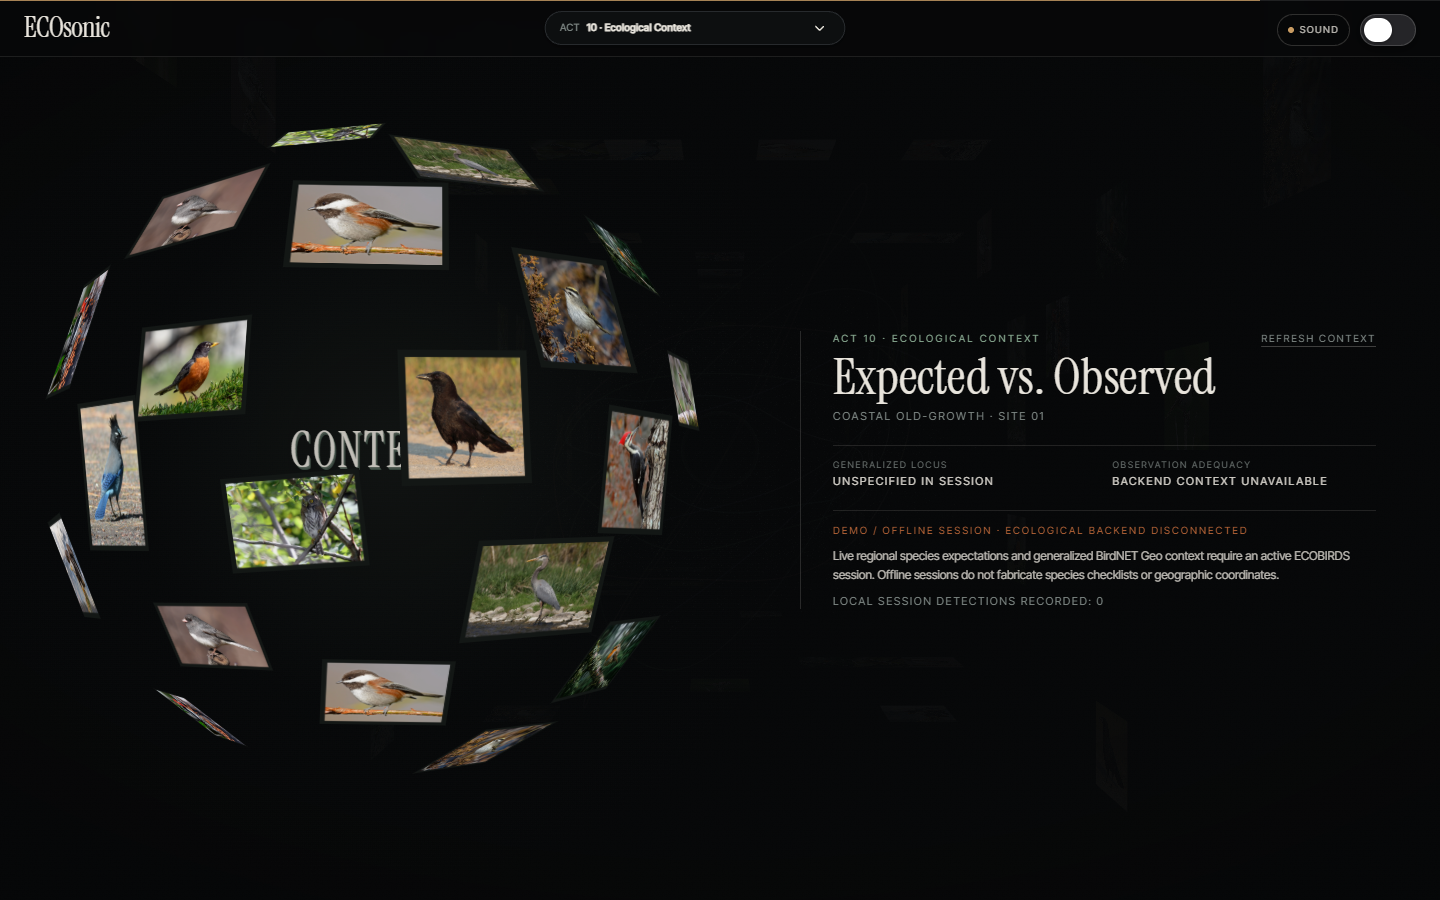 ECOsonic
ACT 10 · Ecological Context
SOUND
CONTE
ACT 10 · ECOLOGICAL CONTEXT
REFRESH CONTEXT
Expected vs. Observed
COASTAL OLD-GROWTH · SITE 01
GENERALIZED LOCUS
UNSPECIFIED IN SESSION
OBSERVATION ADEQUACY
BACKEND CONTEXT UNAVAILABLE
DEMO / OFFLINE SESSION · ECOLOGICAL BACKEND DISCONNECTED
Live regional species expectations and generalized BirdNET Geo context require an active ECOBIRDS
session. Offline sessions do not fabricate species checklists or geographic coordinates.
LOCAL SESSION DETECTIONS RECORDED: 0